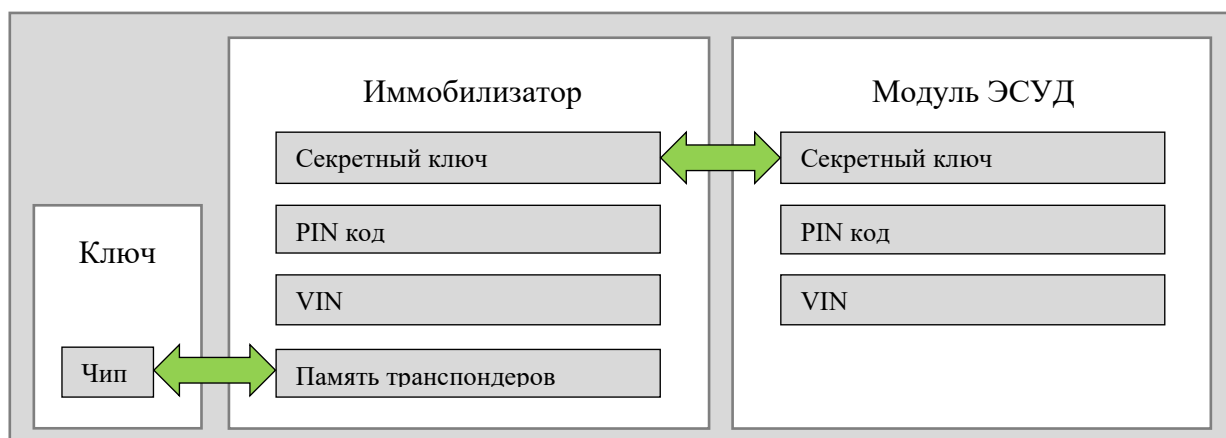 Иммобилизатор
Модуль ЭСУД
Секретный ключ
Секретный ключ
PIN код
PIN код
Ключ
VIN
VIN
Чип
Память транспондеров